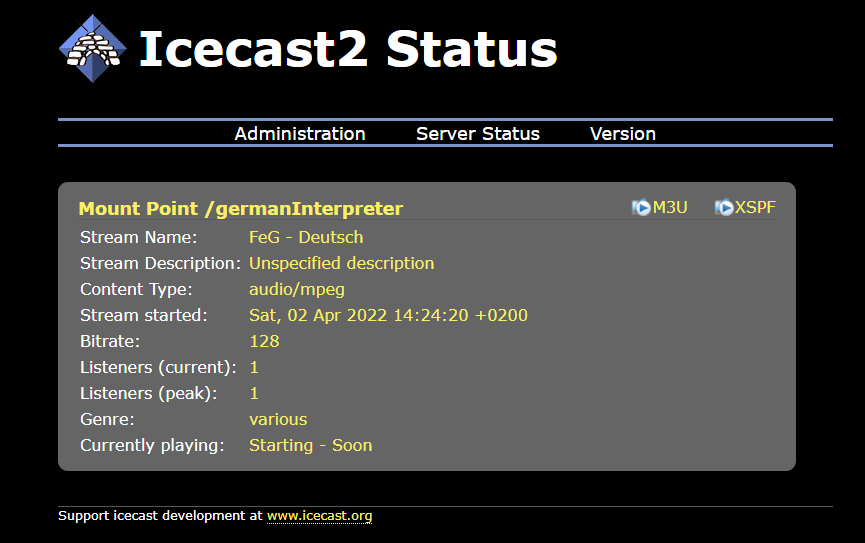 Icecast2 Status
Administration Server Status Version
Mount Point /germanInterpreter M3U XSPF
Stream Name: FeG - Deutsch
Stream Description: Unspecified description
Content Type: audio/mpeg
Stream started: Sat, 02 Apr 2022 14:24:20 +0200
Bitrate: 128
Listeners (current): 1
Listeners (peak): 1
Genre: various
Currently playing: Starting - Soon
Support icecast development at www.icecast.org